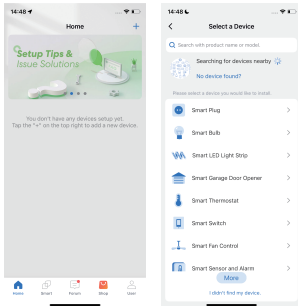 14:48
Home
Setup Tips &
Issue Solutions
You don't have any devices setup yet.
Tap the "+" on the top right to add a new device.
Home
Smart
Forum
Shop
User
14:48
Select a Device
Search with product name or model.
Searching for devices nearby
No device found?
Please select a device you would like to install.
Smart Plug
Smart Bulb
Smart LED Light Strip
Smart Garage Door Opener
Smart Thermostat
Smart Switch
Smart Fan Control
Smart Sensor and Alarm
More
I didn't find my device.